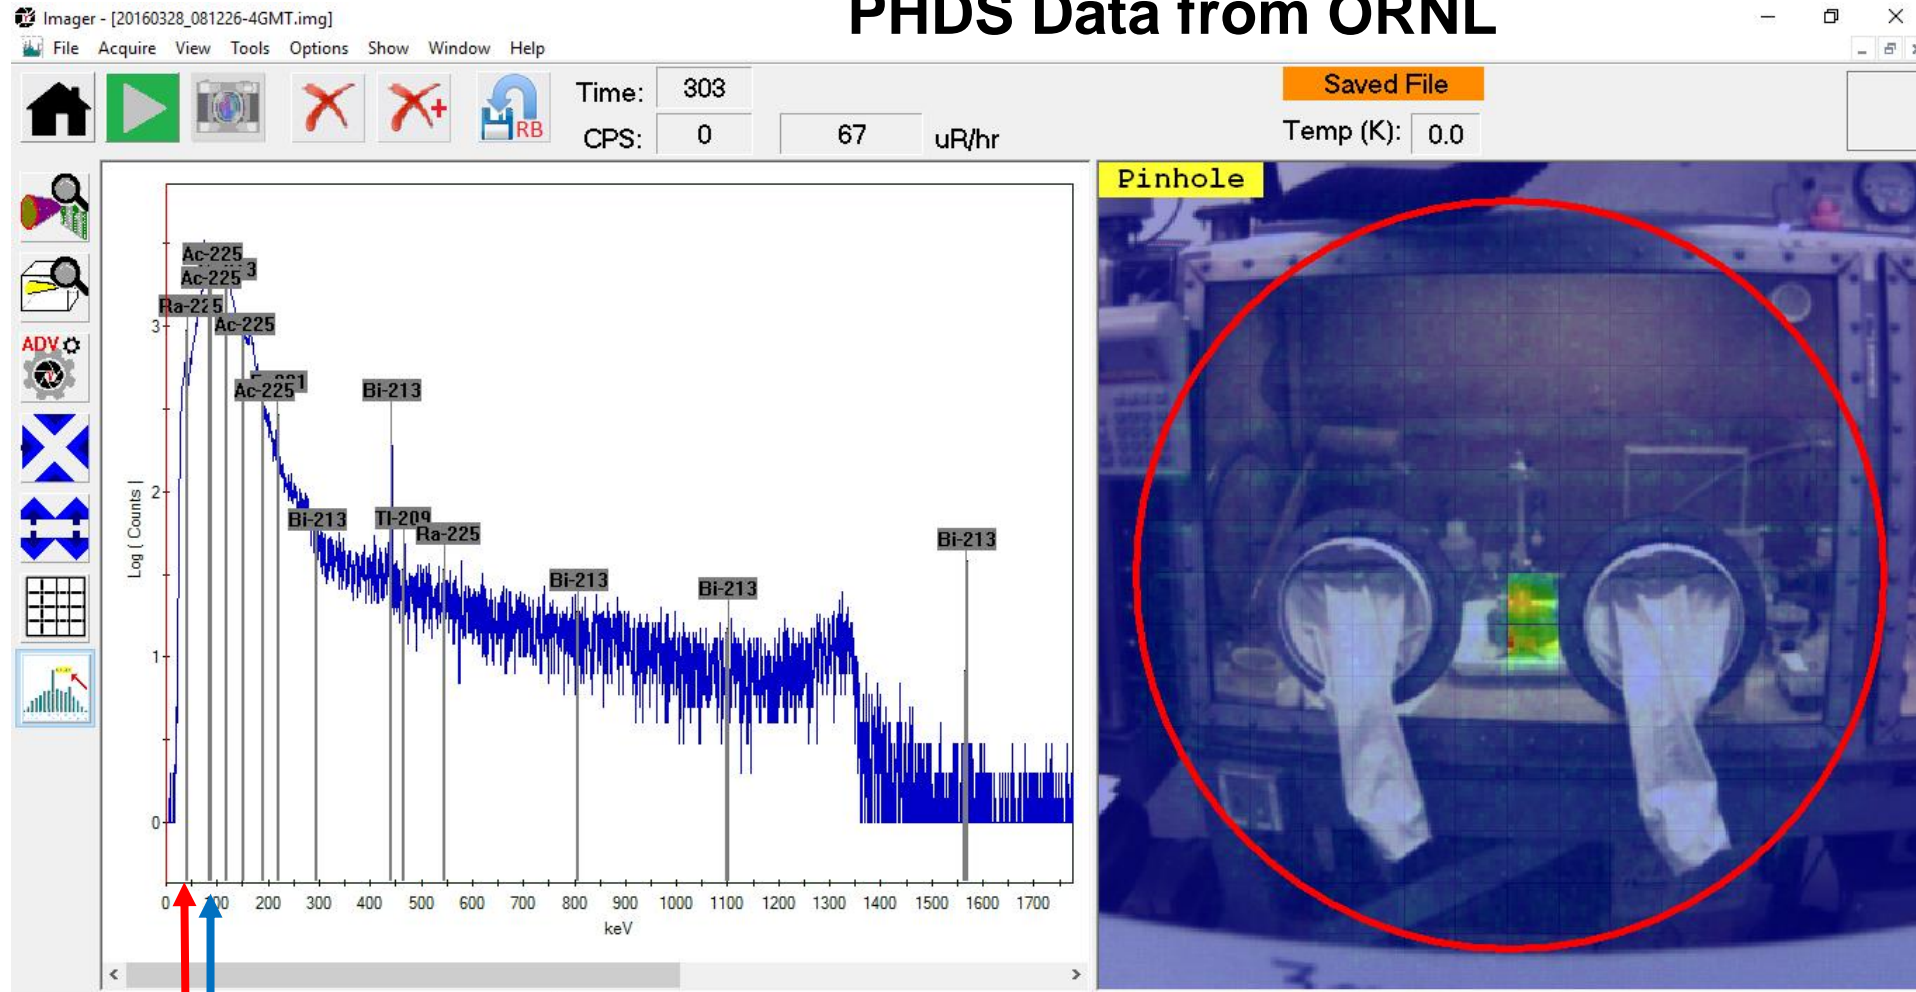 PHDS Data from ORNL
Imager - [20160328_081226-4GMT.img]
File Acquire View Tools Options Show Window Help
Time: 303
CPS: 0 67 uR/hr
RB
Saved File
Temp (K): 0.0
ADV
Pinhole
Ac-225
Ac-225 3
Ra-225
Ac-225
Ac-225
Bi-213
Bi-213
Tl-209
Ra-225
Bi-213
Bi-213
Bi-213
Log ( Counts )
3
2
1
0
0 200 300 400 500 600 700 800 900 1000 1100 1200 1300 1400 1500 1600 1700
keV